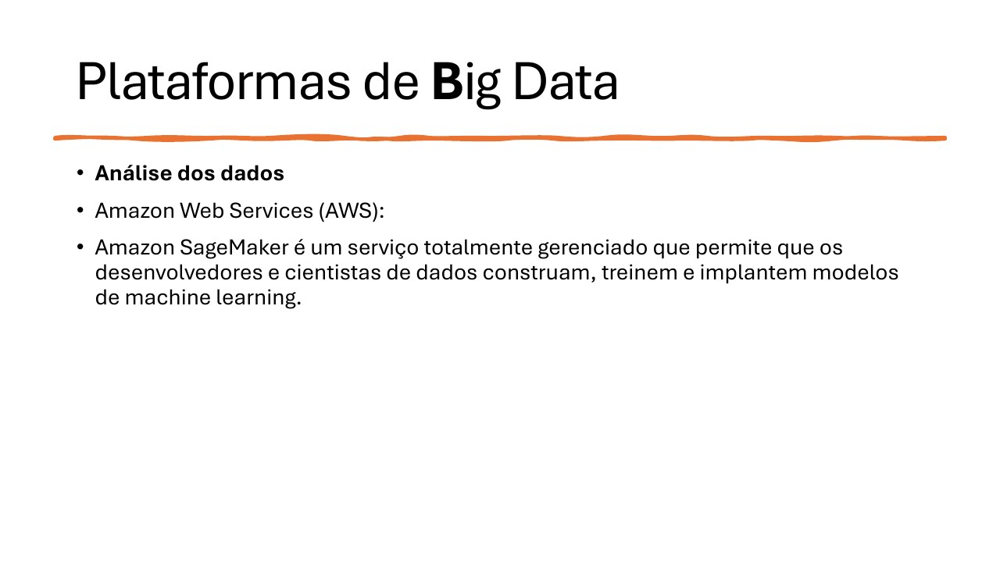 Plataformas de Big Data
• Análise dos dados
• Amazon Web Services (AWS):
• Amazon SageMaker é um serviço totalmente gerenciado que permite que os
desenvolvedores e cientistas de dados construam, treinem e implantem modelos
de machine learning.